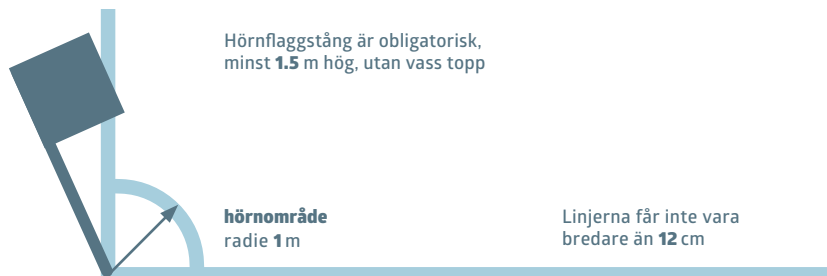 Hörnflaggstång är obligatorisk,
minst 1.5 m hög, utan vass topp
hörnområde
radie 1 m
Linjerna får inte vara
bredare än 12 cm